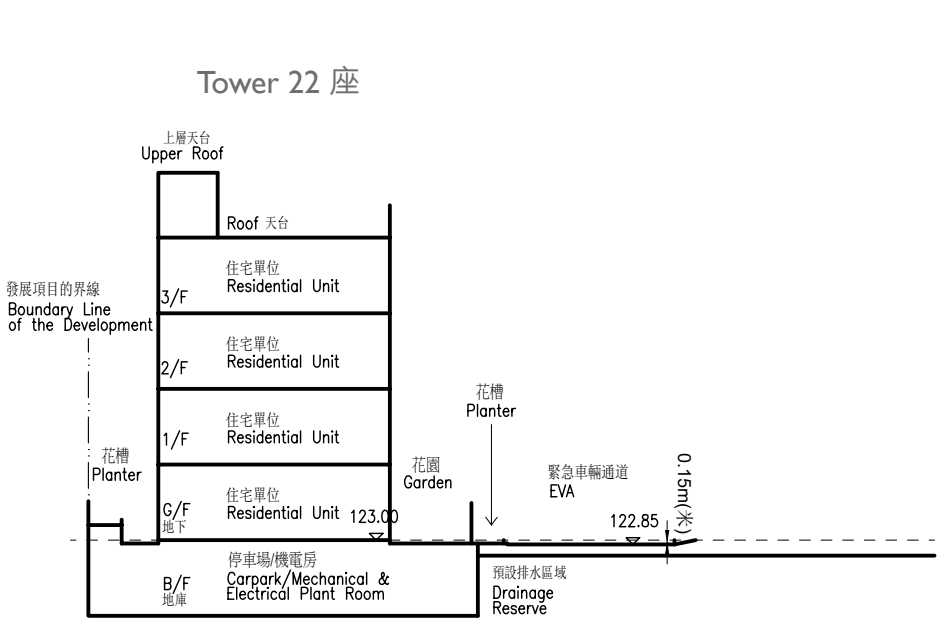 Tower 22 座
上層天台
Upper Roof
Roof 天台
住宅單位
Residential Unit
3/F
發展項目的界線
Boundary Line
of the Development
住宅單位
Residential Unit
2/F
花槽
Planter
住宅單位
Residential Unit
1/F
花槽
Planter
花園
Garden
緊急車輛通道
EVA
0.15m(米)
住宅單位
Residential Unit
G/F
地下
123.00
122.85
停車場/機電房
Carpark/Mechanical &
Electrical Plant Room
B/F
地庫
預設排水區域
Drainage
Reserve